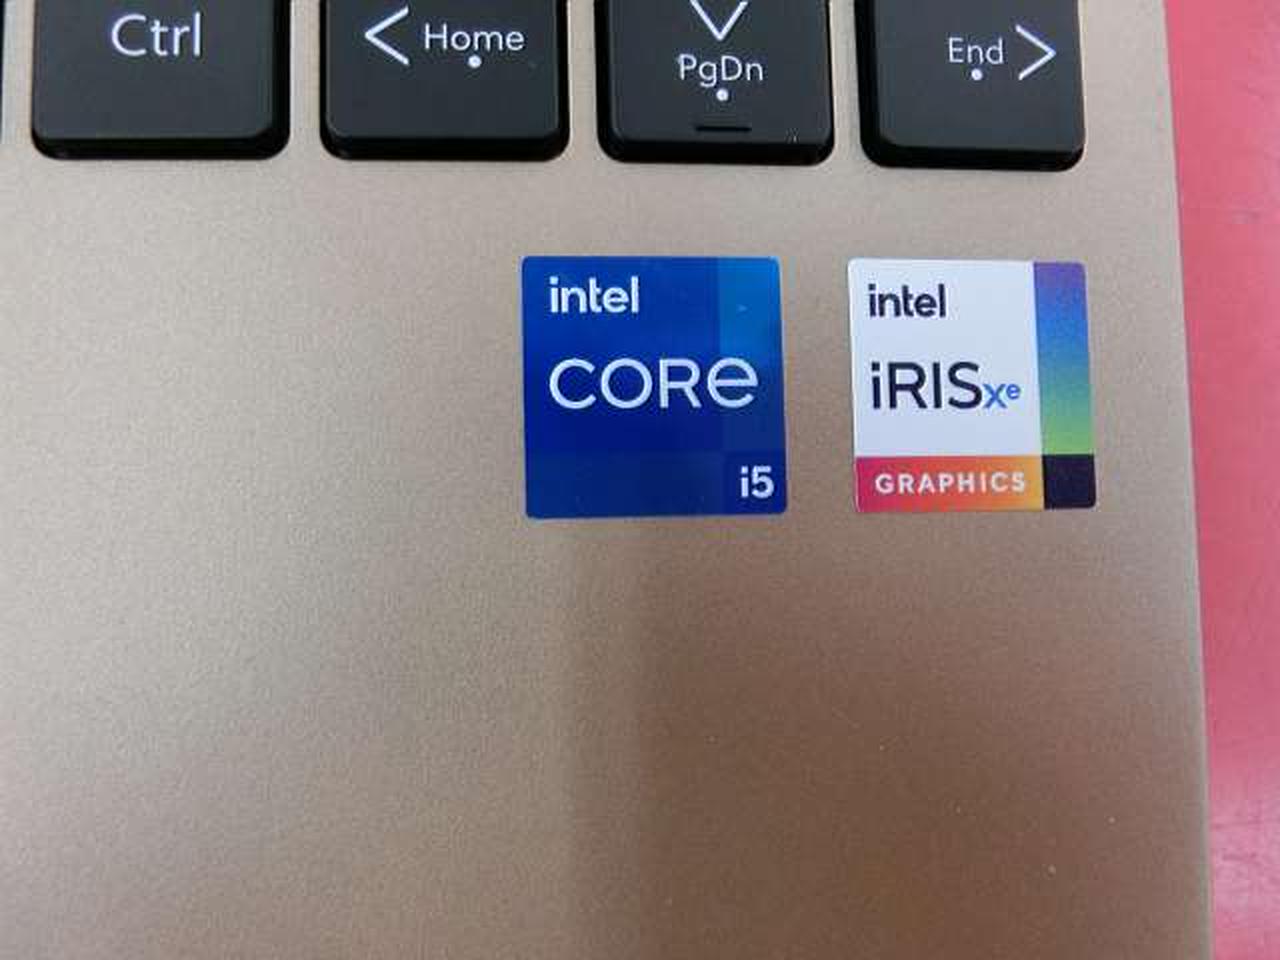 Ctrl
< Home
PgDn
End >
intel
CORe
i5
intel
iRISxe
GRAPHICS